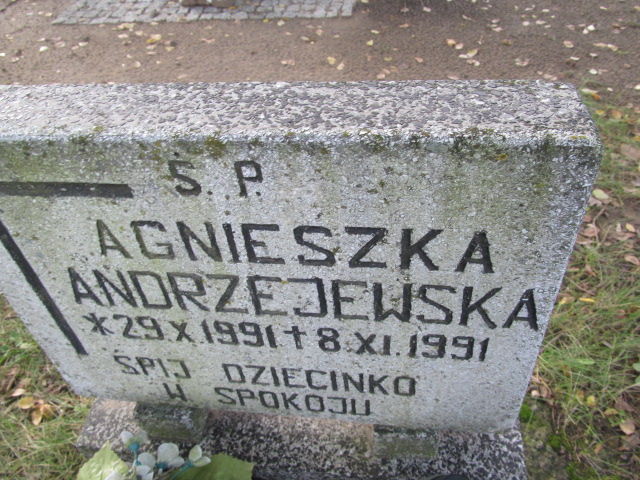 Ś. P.
AGNIESZKA
ANDRZEJEWSKA
*29 X 1991 † 8.XI.1991
ŚPIJ DZIECINKO
W SPOKOJU